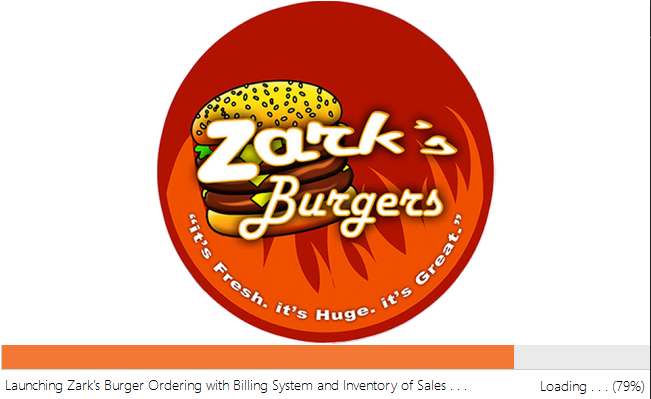 Zark's
Burgers
“it's Fresh. it's Huge. it's Great.”
Launching Zark's Burger Ordering with Billing System and Inventory of Sales . . .
Loading . . . (79%)